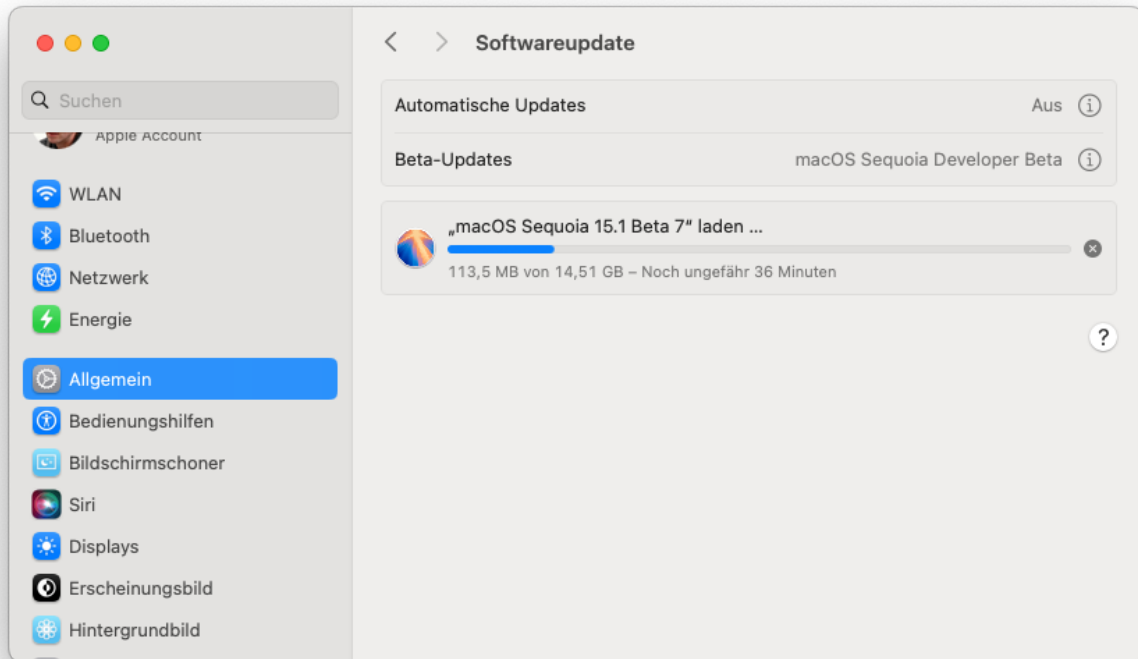 Softwareupdate
Suchen
Apple Account
WLAN
Bluetooth
Netzwerk
Energie
Allgemein
Bedienungshilfen
Bildschirmschoner
Siri
Displays
Erscheinungsbild
Hintergrundbild
Automatische Updates Aus
Beta-Updates macOS Sequoia Developer Beta
„macOS Sequoia 15.1 Beta 7“ laden ...
113,5 MB von 14,51 GB – Noch ungefähr 36 Minuten
?